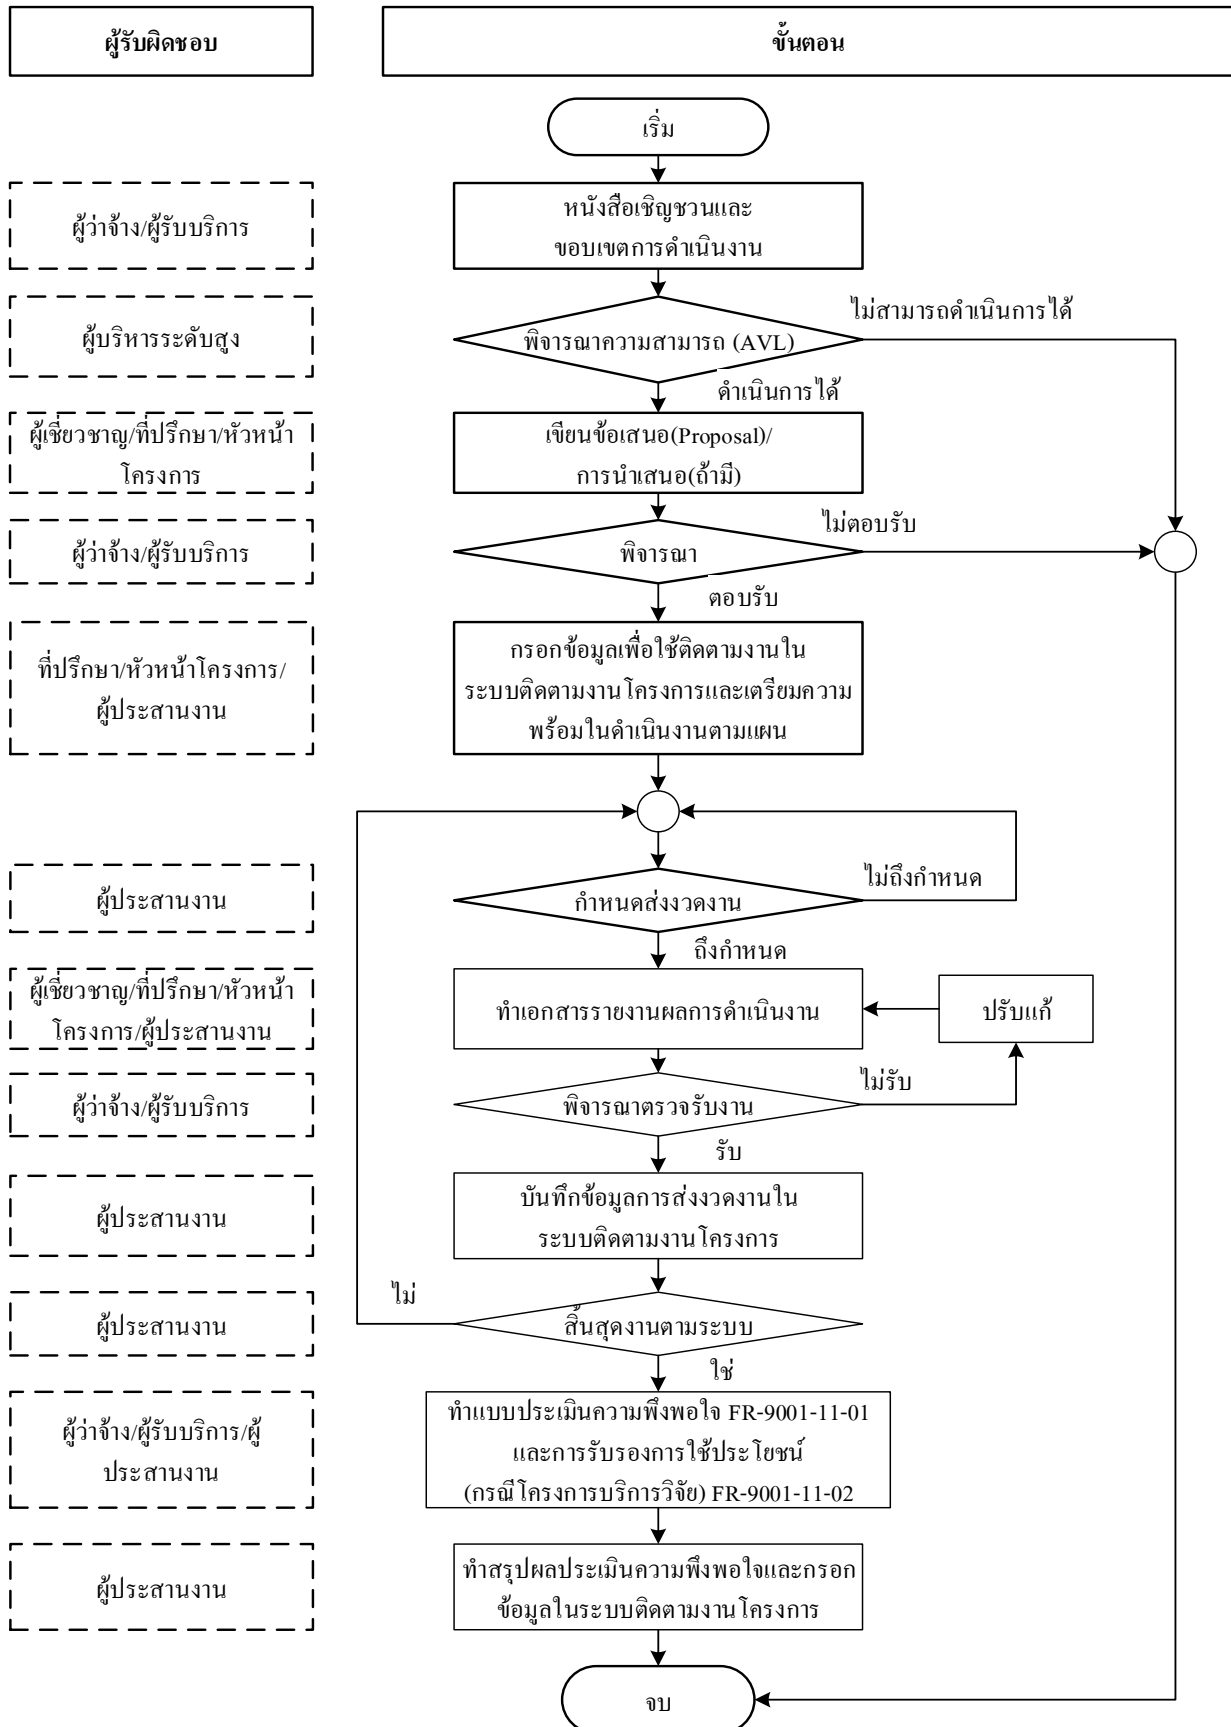 ผู้รับผิดชอบ
ขั้นตอน
เริ่ม
ผู้ว่าจ้าง/ผู้รับบริการ
หนังสือเชิญชวนและ
ขอบเขตการดำเนินงาน
ผู้บริหารระดับสูง
พิจารณาความสามารถ (AVL)
ไม่สามารถดำเนินการได้
ดำเนินการได้
ผู้เชี่ยวชาญ/ที่ปรึกษา/หัวหน้า
โครงการ
เขียนข้อเสนอ(Proposal)/
การนำเสนอ(ถ้ามี)
ผู้ว่าจ้าง/ผู้รับบริการ
พิจารณา
ไม่ตอบรับ
ตอบรับ
ที่ปรึกษา/หัวหน้าโครงการ/
ผู้ประสานงาน
กรอกข้อมูลเพื่อใช้ติดตามงานใน
ระบบติดตามงานโครงการและเตรียมความ
พร้อมในดำเนินงานตามแผน
ผู้ประสานงาน
กำหนดส่งงวดงาน
ไม่ถึงกำหนด
ถึงกำหนด
ผู้เชี่ยวชาญ/ที่ปรึกษา/หัวหน้า
โครงการ/ผู้ประสานงาน
ทำเอกสารรายงานผลการดำเนินงาน
ปรับแก้
ผู้ว่าจ้าง/ผู้รับบริการ
พิจารณาตรวจรับงาน
ไม่รับ
รับ
ผู้ประสานงาน
บันทึกข้อมูลการส่งงวดงานใน
ระบบติดตามงานโครงการ
ผู้ประสานงาน
ไม่
สิ้นสุดงานตามระบบ
ใช่
ผู้ว่าจ้าง/ผู้รับบริการ/ผู้
ประสานงาน
ทำแบบประเมินความพึงพอใจ FR-9001-11-01
และการรับรองการใช้ประโยชน์
(กรณีโครงการบริการวิจัย) FR-9001-11-02
ผู้ประสานงาน
ทำสรุปผลประเมินความพึงพอใจและกรอก
ข้อมูลในระบบติดตามงานโครงการ
จบ